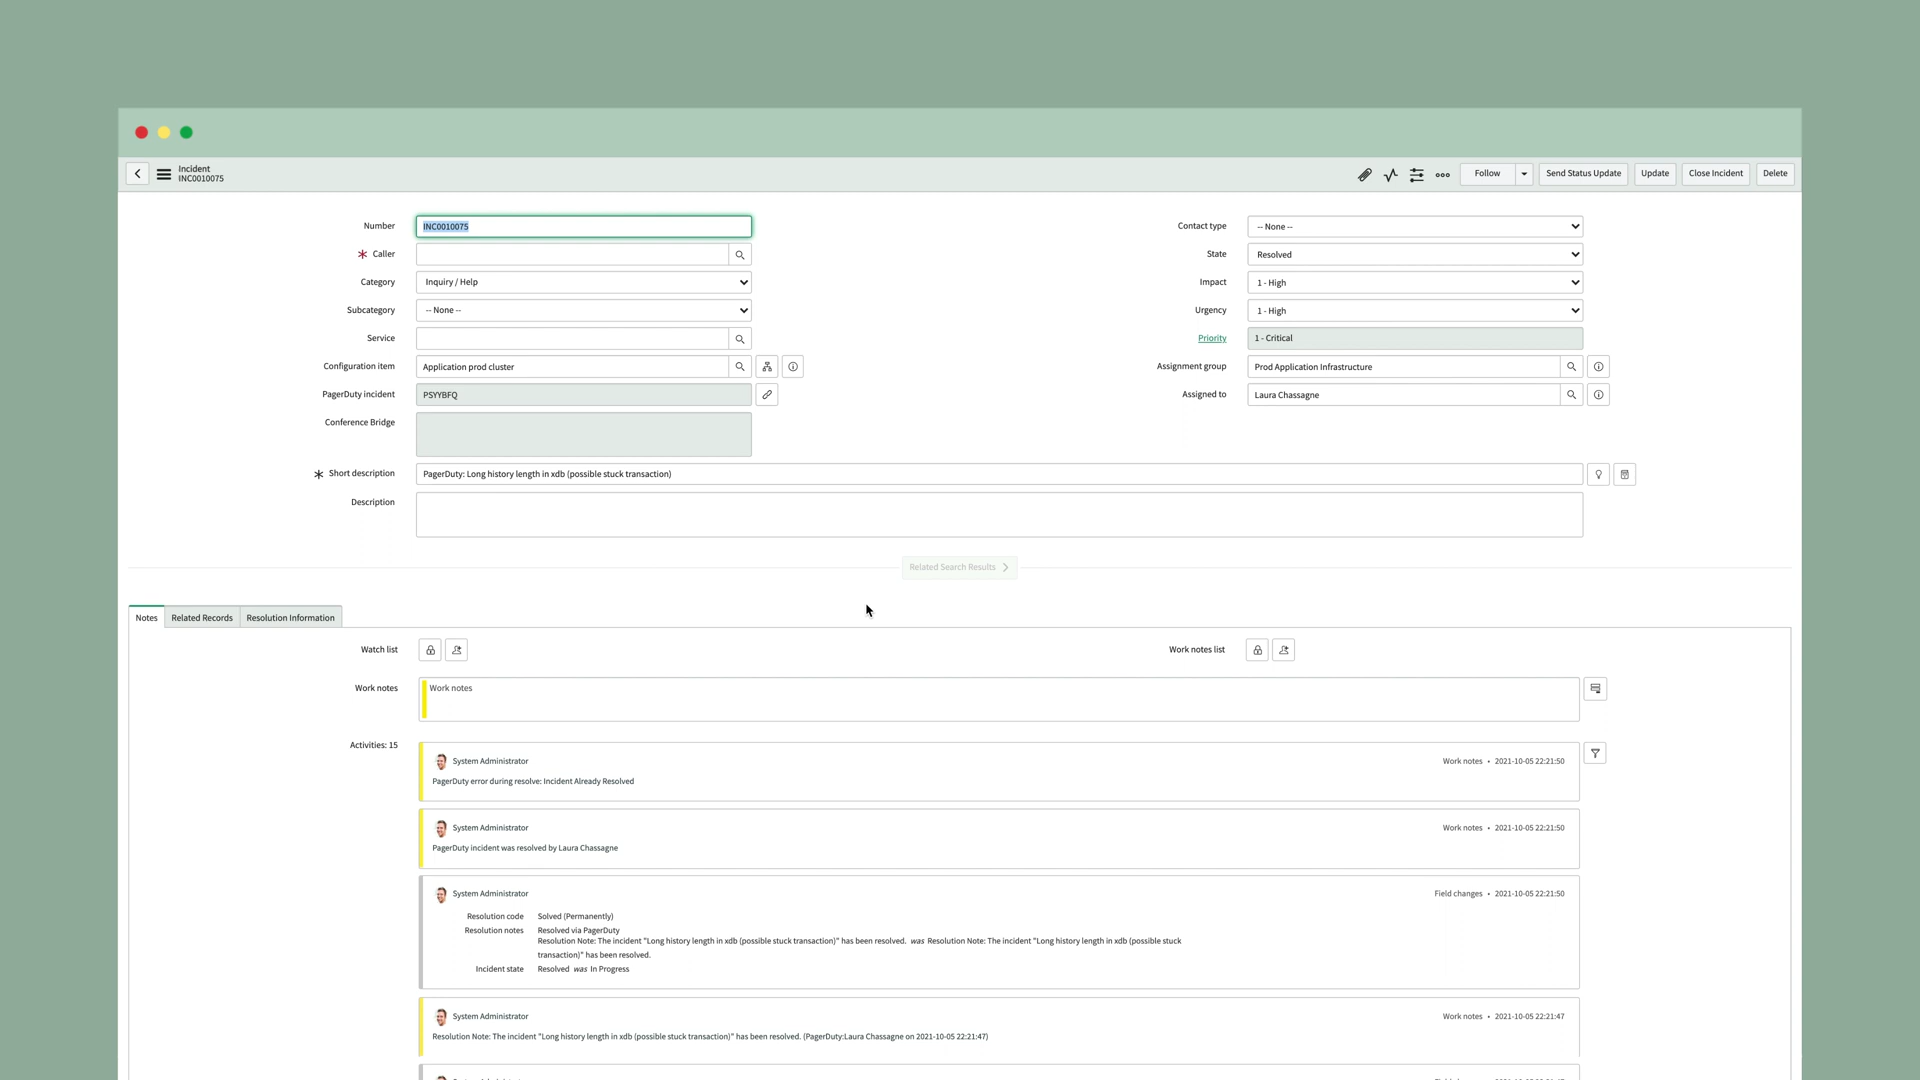 Incident
INC0010075
Follow
Send Status Update
Update
Close Incident
Delete
Number
INC0010075
Contact type
-- None --
* Caller
State
Resolved
Category
Inquiry / Help
Impact
1 - High
Subcategory
-- None --
Urgency
1 - High
Service
Priority
1 - Critical
Configuration item
Application prod cluster
Assignment group
Prod Application Infrastructure
PagerDuty incident
PSYYBFQ
Assigned to
Laura Chassagne
Conference Bridge
* Short description
PagerDuty: Long history length in xdb (possible stuck transaction)
Description
Related Search Results
Notes
Related Records
Resolution Information
Watch list
Work notes list
Work notes
Work notes
Activities: 15
System Administrator
Work notes • 2021-10-05 22:21:50
PagerDuty error during resolve: Incident Already Resolved
System Administrator
Work notes • 2021-10-05 22:21:50
PagerDuty incident was resolved by Laura Chassagne
System Administrator
Field changes • 2021-10-05 22:21:50
Resolution code Solved (Permanently)
Resolution notes Resolved via PagerDuty
Resolution Note: The incident "Long history length in xdb (possible stuck transaction)" has been resolved. was Resolution Note: The incident "Long history length in xdb (possible stuck
transaction)" has been resolved.
Incident state Resolved was In Progress
System Administrator
Work notes • 2021-10-05 22:21:47
Resolution Note: The incident "Long history length in xdb (possible stuck transaction)" has been resolved. (PagerDuty:Laura Chassagne on 2021-10-05 22:21:47)